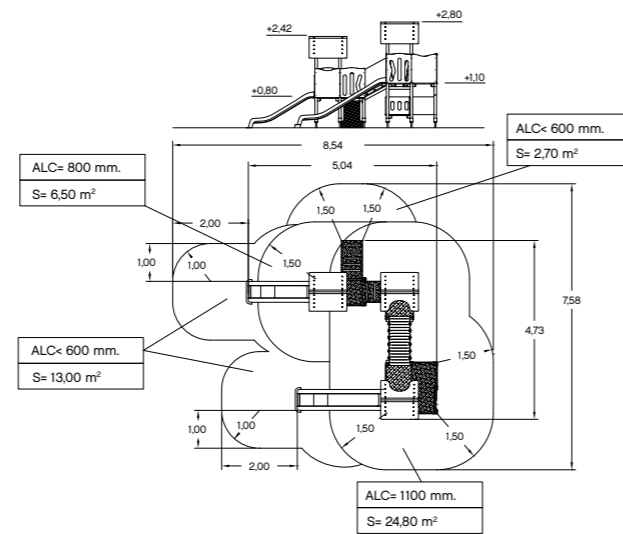 +2,80
+2,42
+0,80
+1,10
ALC< 600 mm.
S= 2,70 m²
8,54
5,04
ALC= 800 mm.
S= 6,50 m²
2,00
1,50
1,50
1,00
1,00
1,50
7,58
4,73
ALC< 600 mm.
S= 13,00 m²
1,50
1,00
1,00
1,50
1,50
2,00
ALC= 1100 mm.
S= 24,80 m²